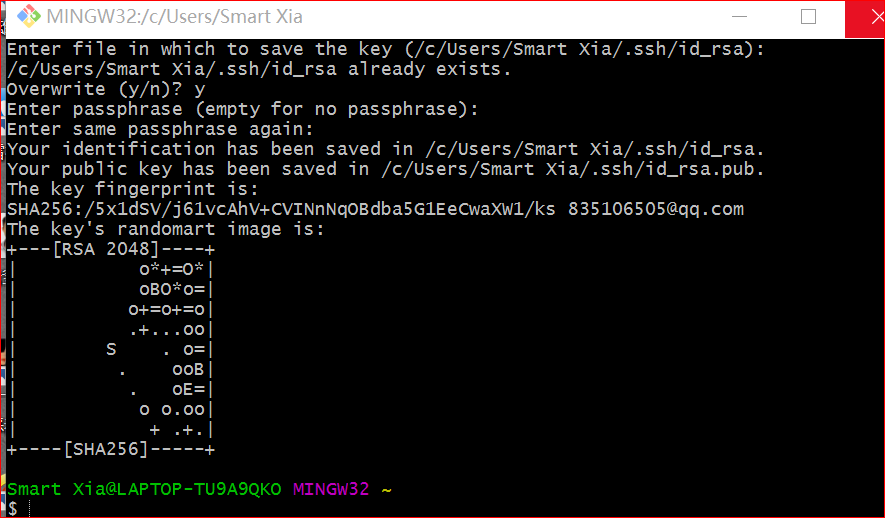 MINGW32:/c/Users/Smart Xia
Enter file in which to save the key (/c/Users/Smart Xia/.ssh/id_rsa):
/c/Users/Smart Xia/.ssh/id_rsa already exists.
Overwrite (y/n)? y
Enter passphrase (empty for no passphrase):
Enter same passphrase again:
Your identification has been saved in /c/Users/Smart Xia/.ssh/id_rsa.
Your public key has been saved in /c/Users/Smart Xia/.ssh/id_rsa.pub.
The key fingerprint is:
SHA256:/5x1dSV/j61vcAhV+CVINnNqOBdba5G1EeCwaXW1/ks 835106505@qq.com
The key's randomart image is:
+---[RSA 2048]----+
|           o*+=O*|
|           oBO*o=|
|          o+=o+=o|
|          .+...oo|
|        S    . o=|
|         .    ooB|
|          .   oE=|
|           o o.oo|
|            + .+.|
+----[SHA256]-----+
Smart Xia@LAPTOP-TU9A9QKO MINGW32 ~
$